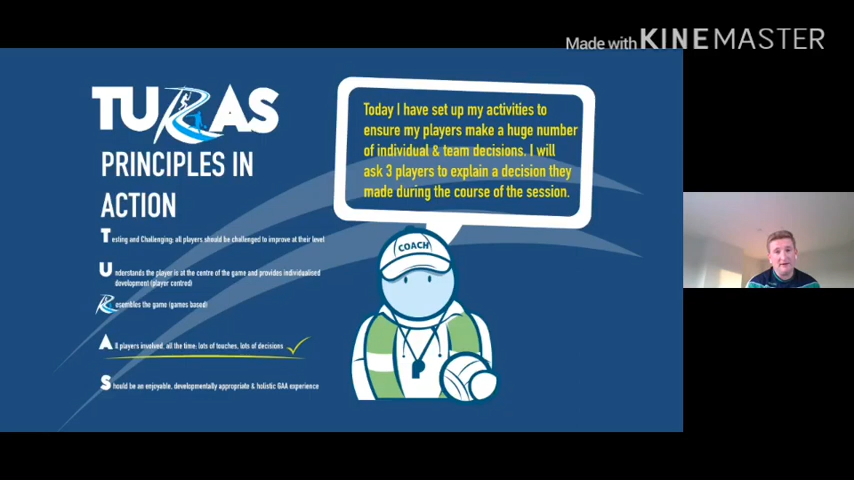 Made with KINEMASTER
TURAS
PRINCIPLES IN
ACTION
Testing and Challenging: all players should be challenged to improve at their level
Understands the player is at the centre of the game and provides individualised
development (player centred)
Resembles the game (games based)
All players involved, all the time: lots of touches, lots of decisions
Should be an enjoyable, developmentally appropriate & holistic GAA experience
Today I have set up my activities to
ensure my players make a huge number
of individual & team decisions. I will
ask 3 players to explain a decision they
made during the course of the session.
COACH